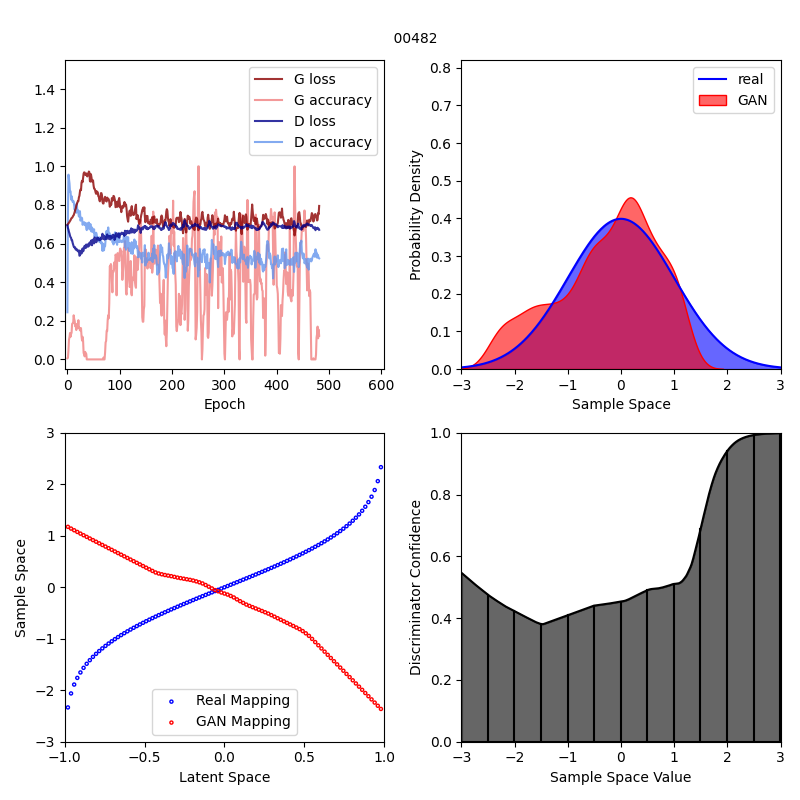 00482
G loss
G accuracy
D loss
D accuracy
1.4
1.2
1.0
0.8
0.6
0.4
0.2
0.0
0 100 200 300 400 500 600
Epoch
real
GAN
Probability Density
0.8
0.7
0.6
0.5
0.4
0.3
0.2
0.1
0.0
−3 −2 −1 0 1 2 3
Sample Space
Sample Space
3
2
1
0
−1
−2
−3
Real Mapping
GAN Mapping
−1.0 −0.5 0.0 0.5 1.0
Latent Space
Discriminator Confidence
1.0
0.8
0.6
0.4
0.2
0.0
−3 −2 −1 0 1 2 3
Sample Space Value